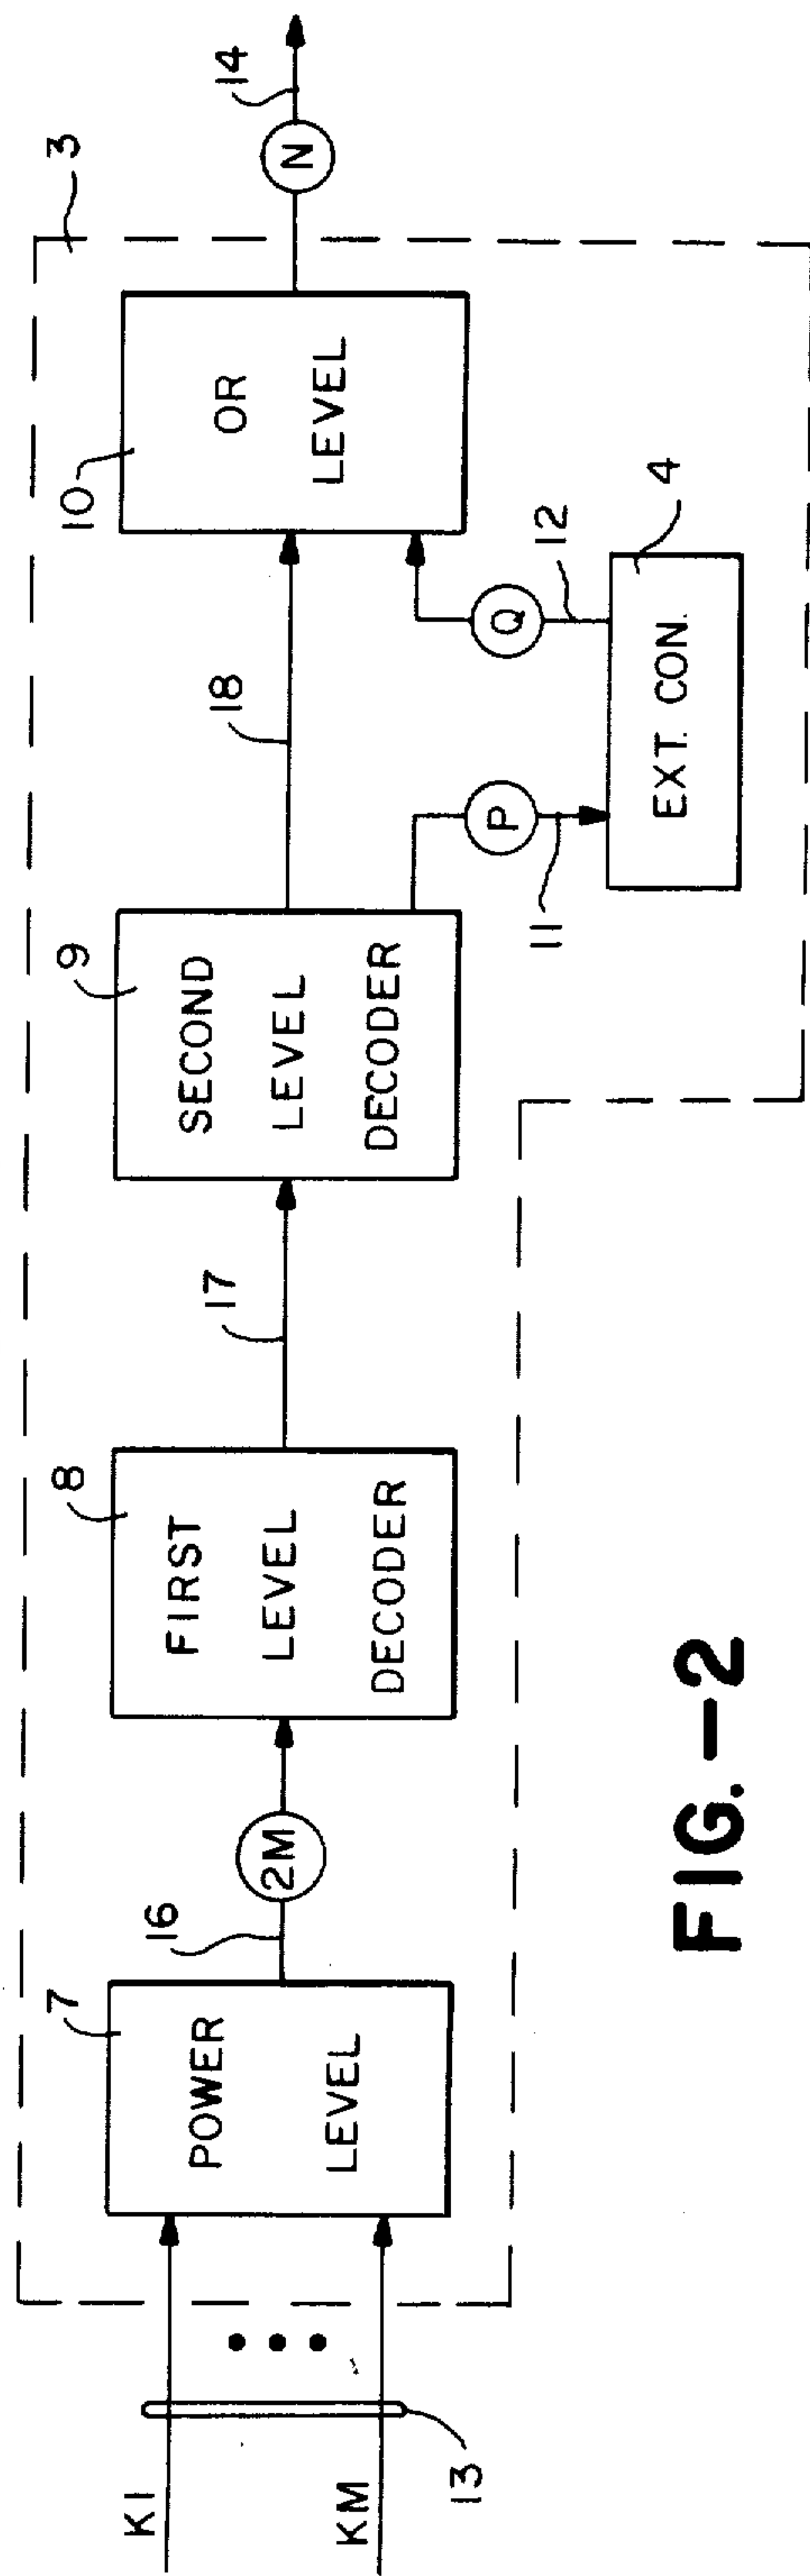 K1
KM
13
7
POWER
LEVEL
16
2M
8
FIRST
LEVEL
DECODER
17
9
SECOND
LEVEL
DECODER
18
P
11
Q
12
EXT. CON.
4
10
OR
LEVEL
3
N
14
FIG.-2